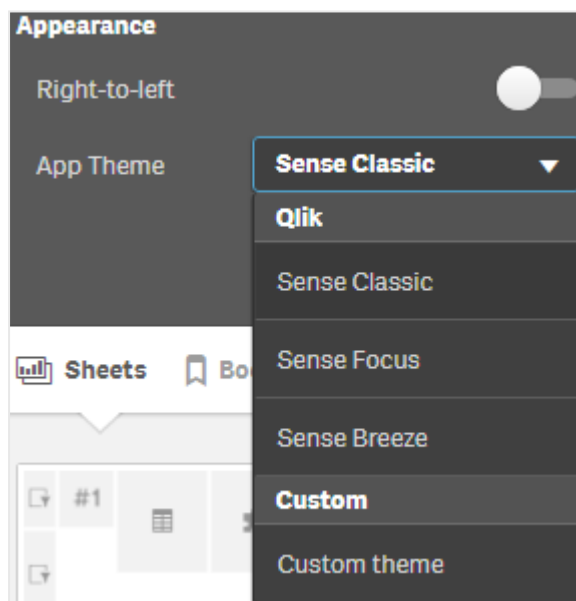 Appearance
Right-to-left
App Theme
Sense Classic
Qlik
Sense Classic
Sense Focus
Sense Breeze
Custom
Custom theme
Sheets
#1